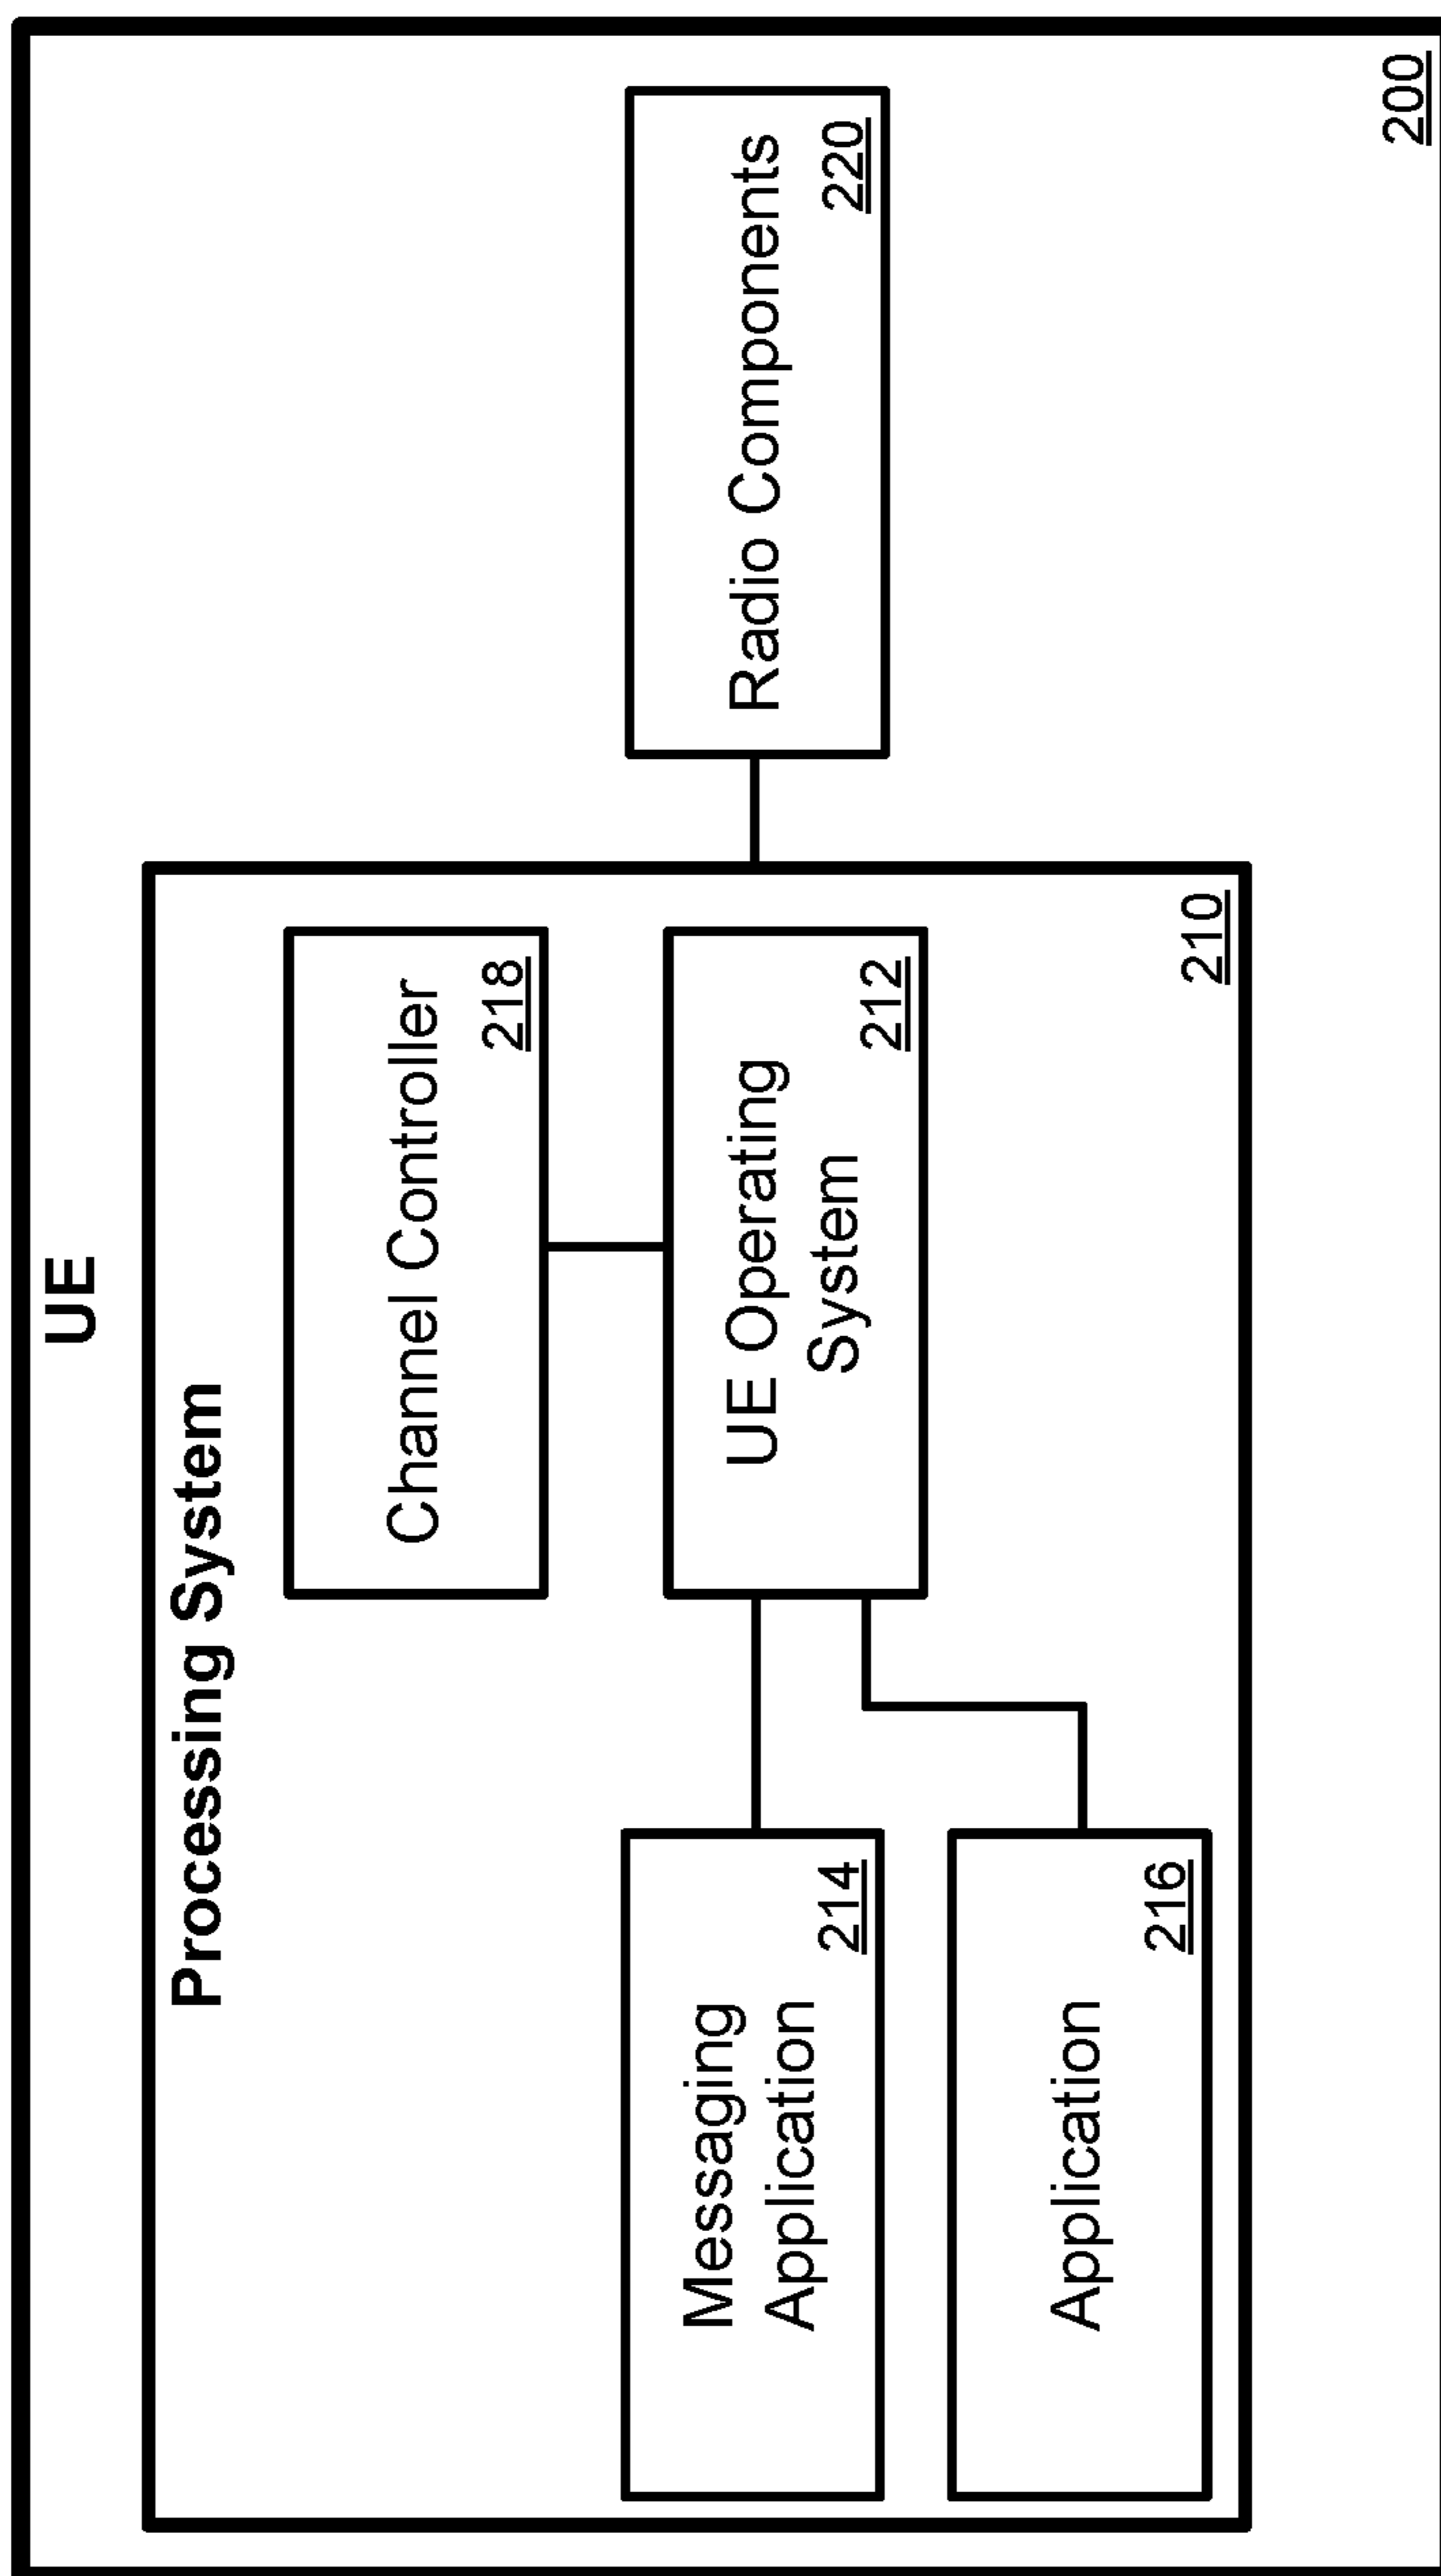 UE
Processing System
Channel Controller
218
Messaging
Application
214
UE Operating
System
212
Radio Components
220
Application
216
210
200